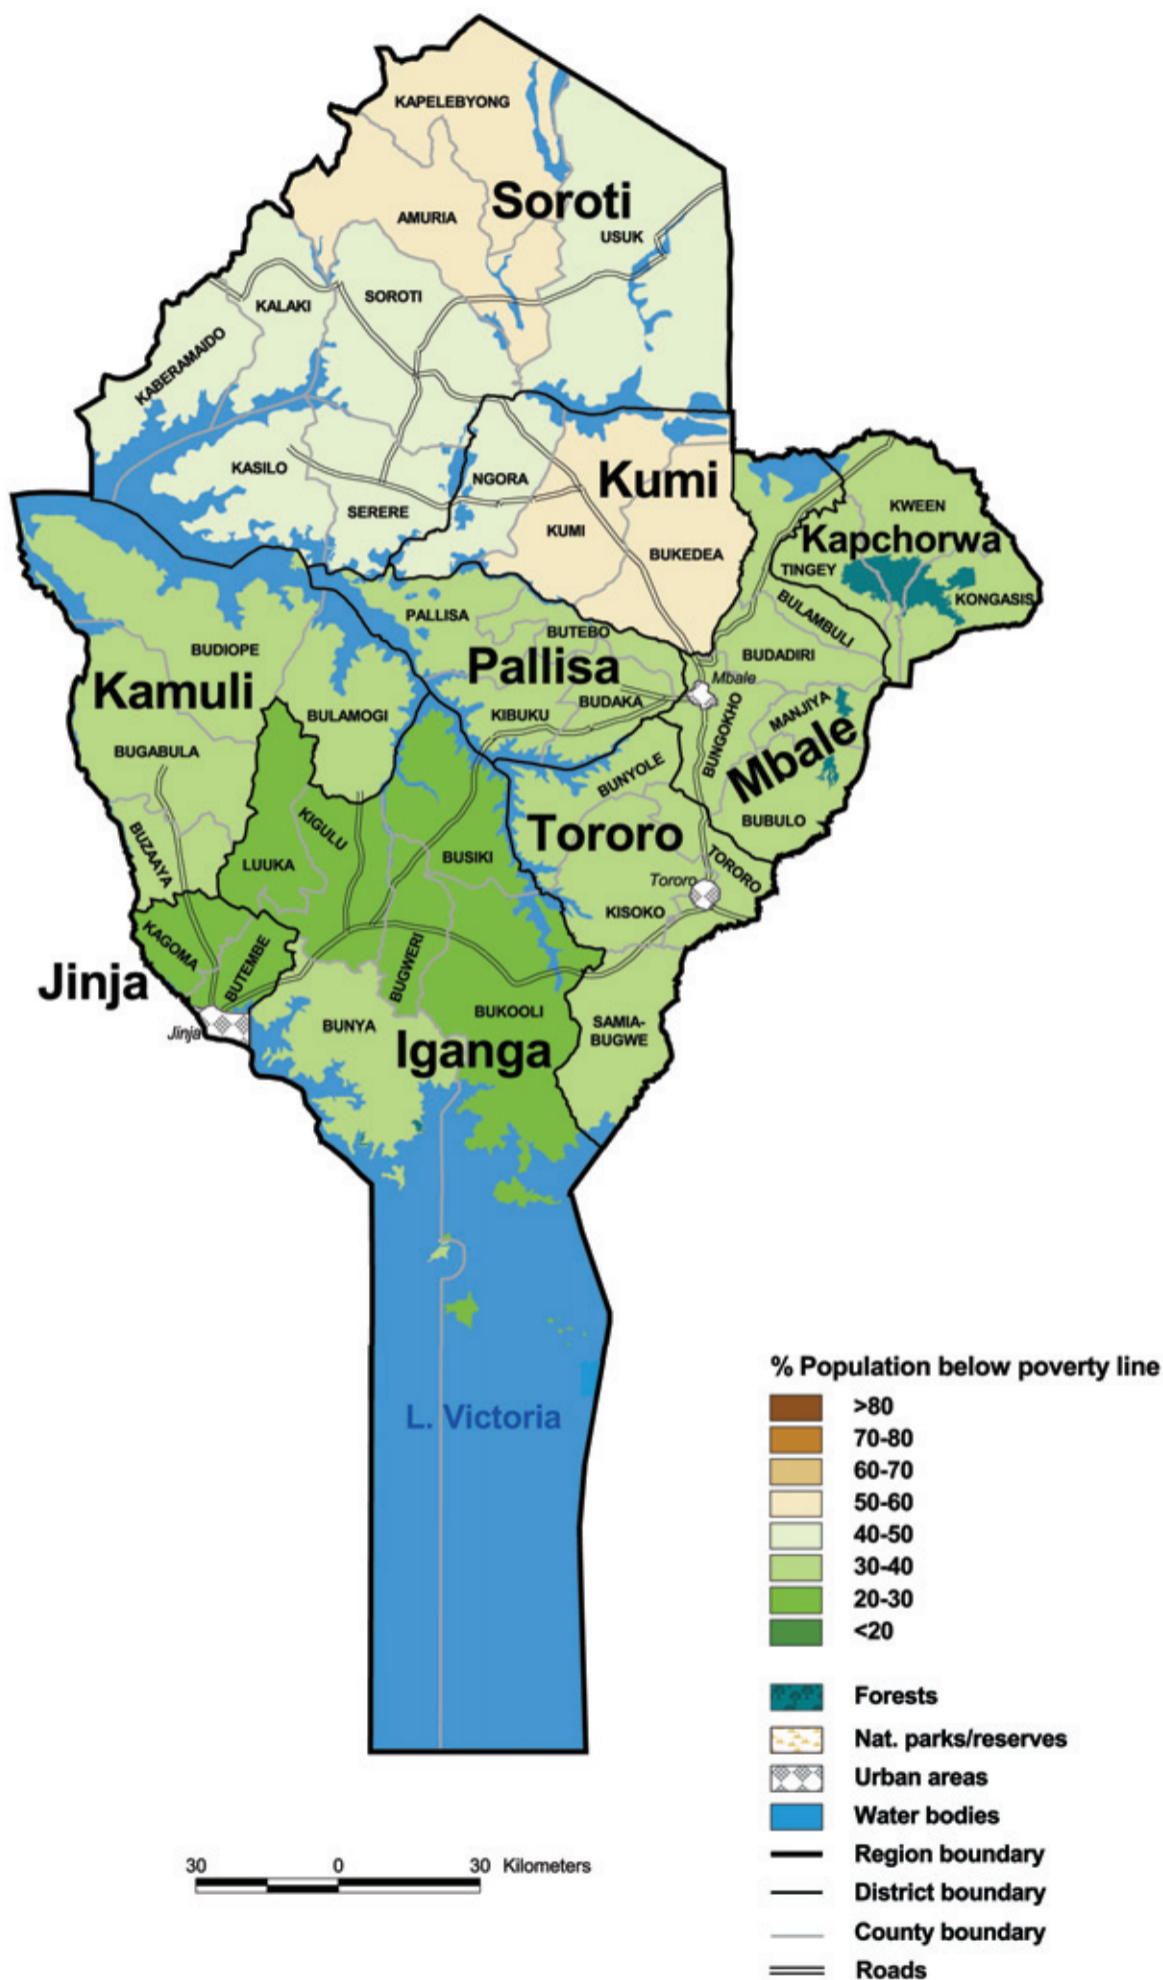 KAPELEBYONG
Soroti
AMURIA
USUK
SOROTI
KALAKI
KABERAMAIDO
KASILO
NGORA
Kumi
SERERE
KUMI
BUKEDEA
KWEEN
Kapchorwa
TINGEY
KONGASIS
BULAMBULI
PALLISA
BUTEBO
BUDIOPE
BUDADIRI
Pallisa
Mbale
Kamuli
BUDAKA
MANJIYA
BULAMOGI
KIBUKU
BUNGOKHO
Mbale
BUGABULA
BUNYOLE
Tororo
BUBULO
KIGULU
BUZAAYA
LUUKA
BUSIKI
TORORO
Tororo
KISOKO
KAGOMA
BUTEMBE
BUGWERI
Jinja
BUKOOLI
SAMIA-
BUGWE
BUNYA
Jinja
Iganga
L. Victoria
% Population below poverty line
>80
70-80
60-70
50-60
40-50
30-40
20-30
<20
Forests
Nat. parks/reserves
Urban areas
Water bodies
Region boundary
District boundary
County boundary
Roads
30 0 30 Kilometers